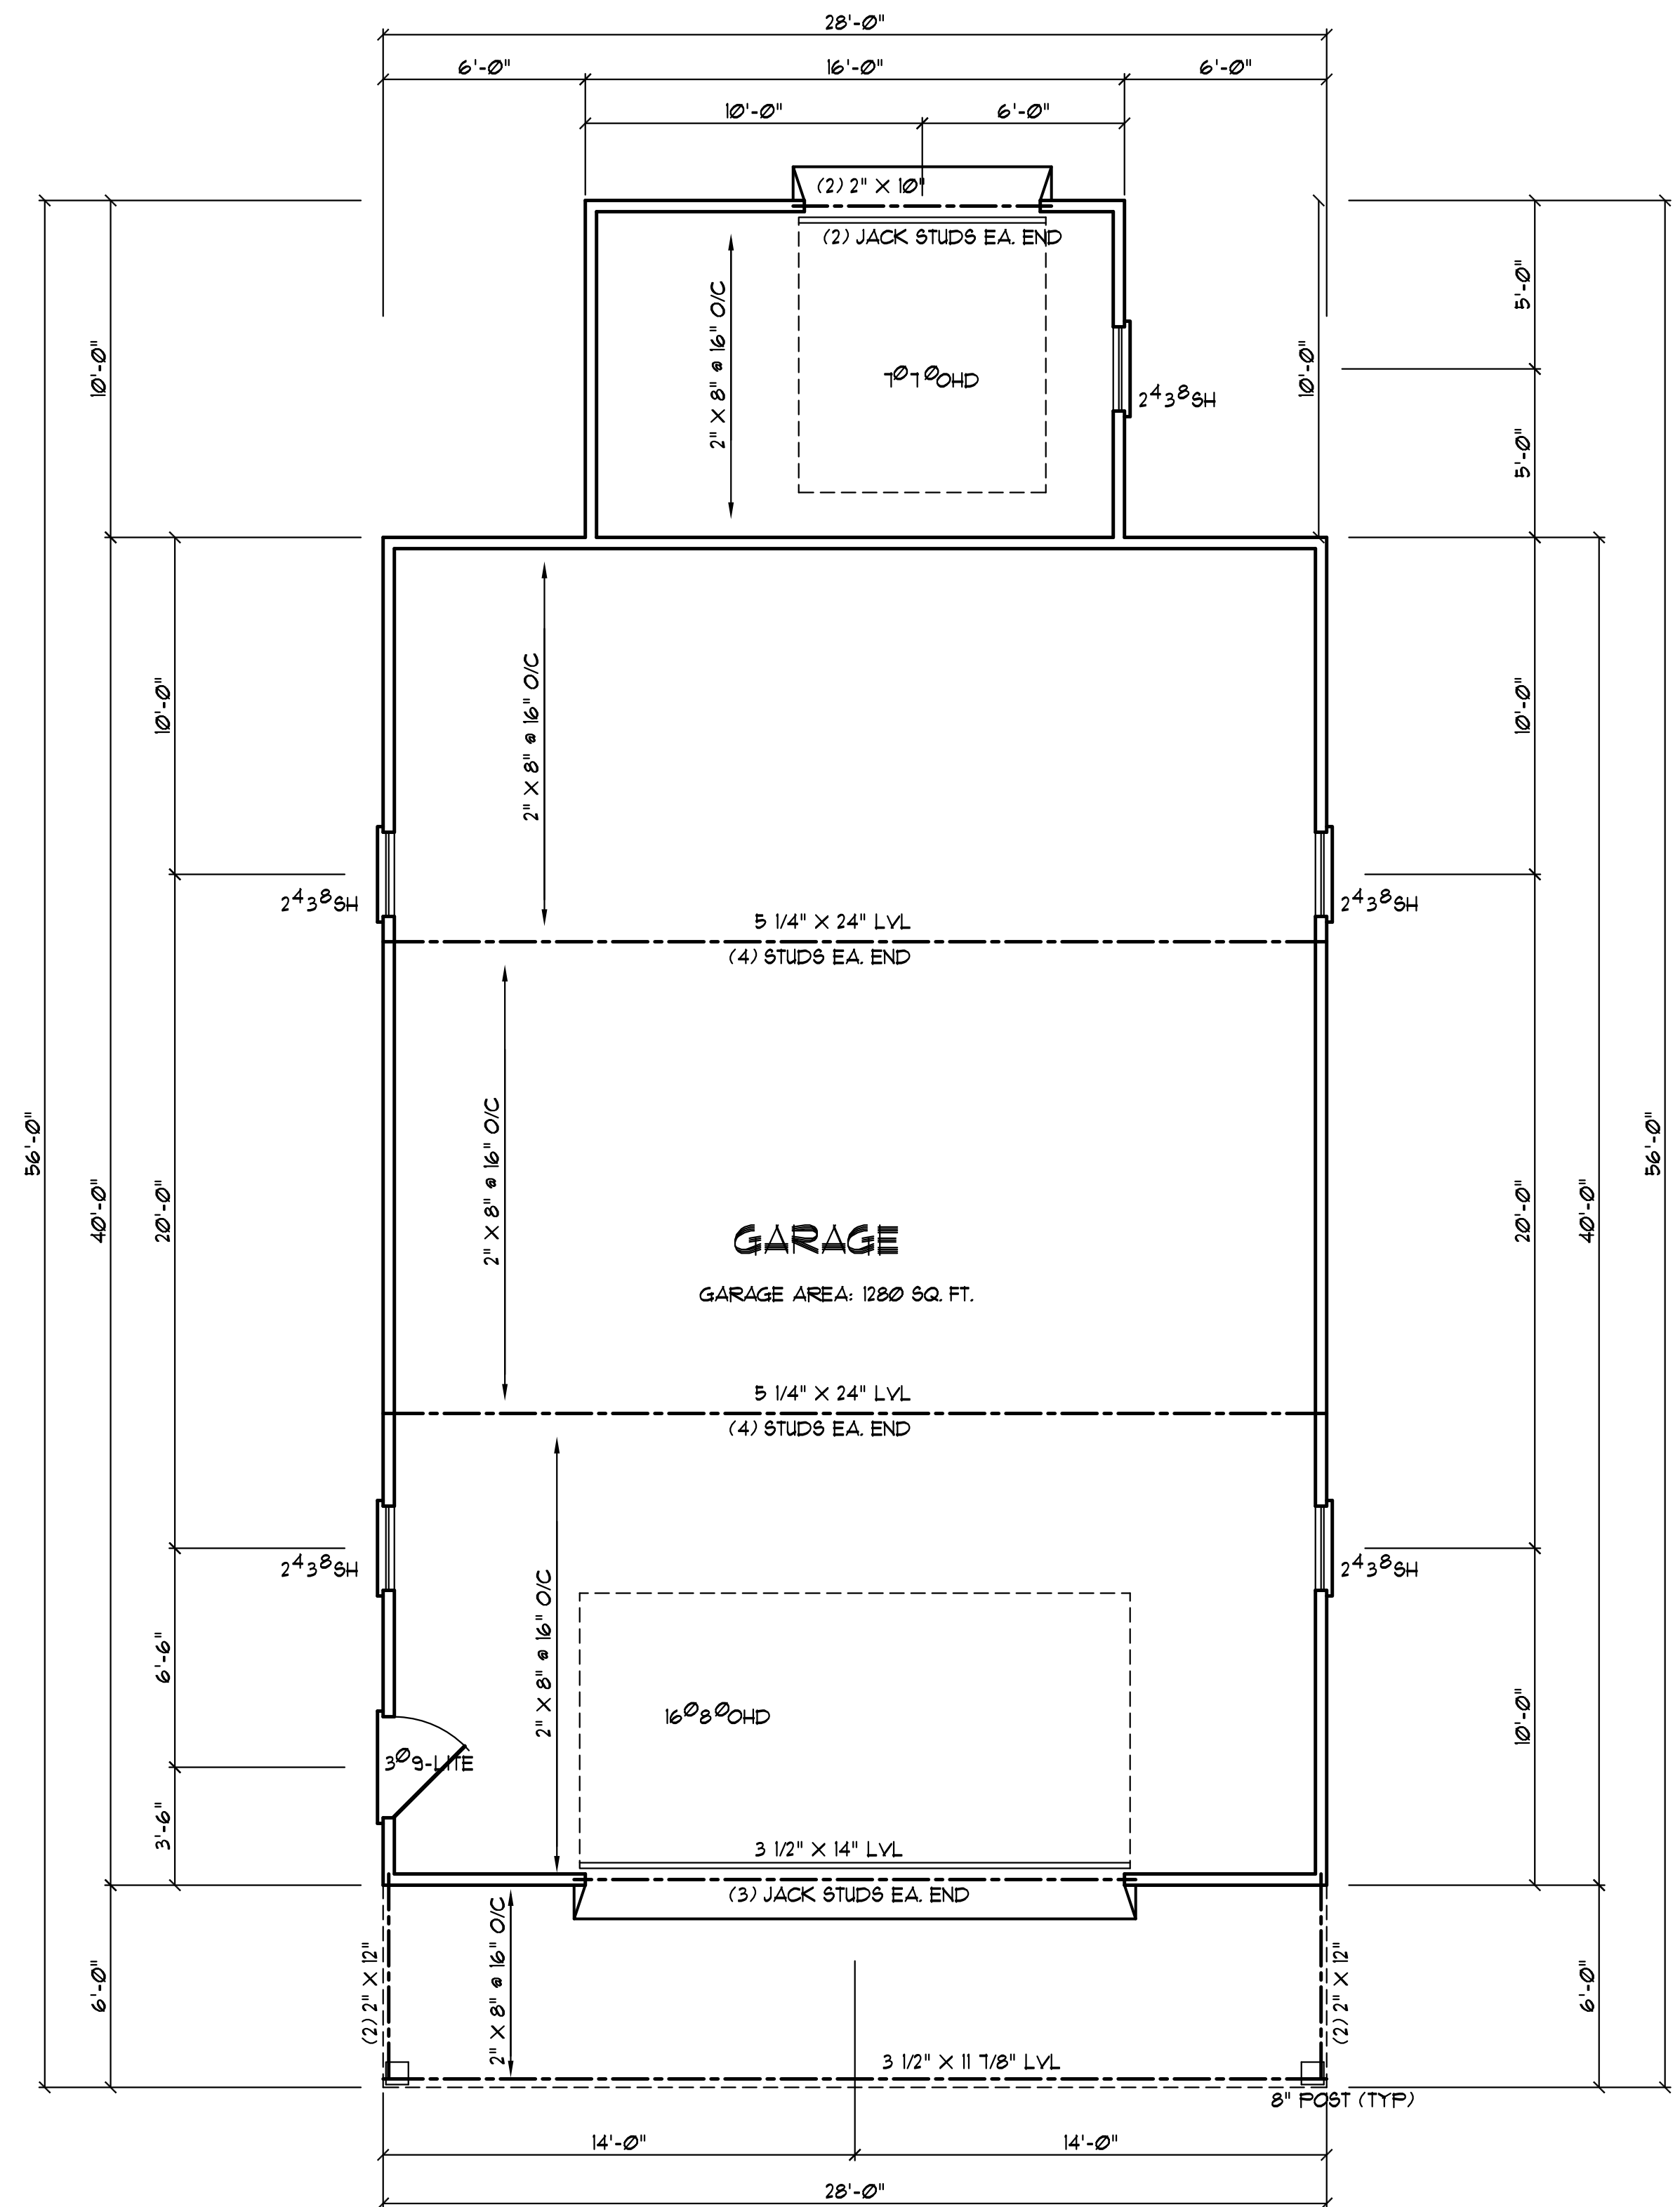 28'-0"
6'-0"
16'-0"
6'-0"
10'-0"
6'-0"
(2) 2" X 10"
(2) JACK STUDS EA. END
5'-0"
2" X 8" @ 16" O/C
10'-0"
10'-0"
7070OHD
2438SH
5'-0"
10'-0"
2" X 8" @ 16" O/C
10'-0"
2438SH
2438SH
5 1/4" X 24" LVL
(4) STUDS EA. END
56'-0"
40'-0"
20'-0"
2" X 8" @ 16" O/C
20'-0"
40'-0"
56'-0"
GARAGE
GARAGE AREA: 1280 SQ. FT.
5 1/4" X 24" LVL
(4) STUDS EA. END
2438SH
2438SH
6'-6"
2" X 8" @ 16" O/C
16080OHD
10'-0"
309-LITE
3'-6"
3 1/2" X 14" LVL
(3) JACK STUDS EA. END
6'-0"
(2) 2" X 12"
2" X 8" @ 16" O/C
(2) 2" X 12"
6'-0"
3 1/2" X 11 7/8" LVL
8" POST (TYP)
14'-0"
14'-0"
28'-0"